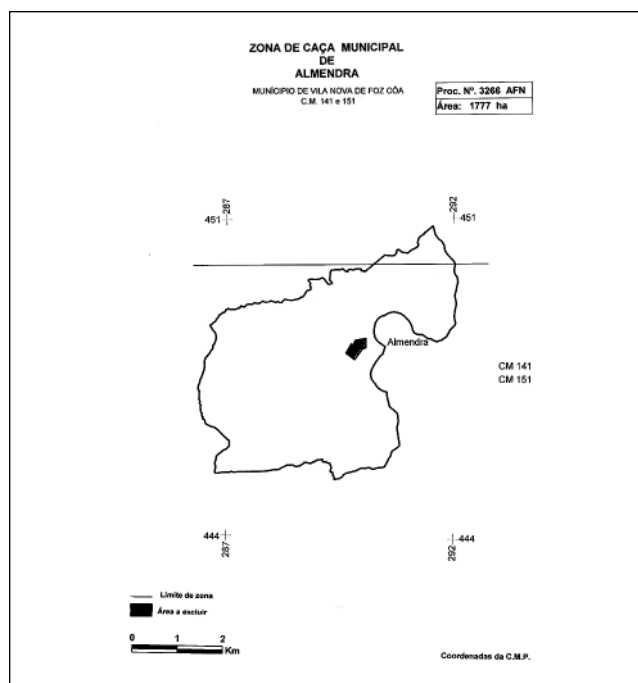 ZONA DE CAÇA MUNICIPAL
DE
ALMENDRA
MUNÍCIPIO DE VILA NOVA DE FOZ CÔA
C.M. 141 e 151
Proc. Nº. 3266 AFN
Área: 1777 ha
287
451
292
451
Almendra
CM 141
CM 151
444
287
444
292
Limite de zona
Área a excluir
0 1 2
Km
Coordenadas da C.M.P.